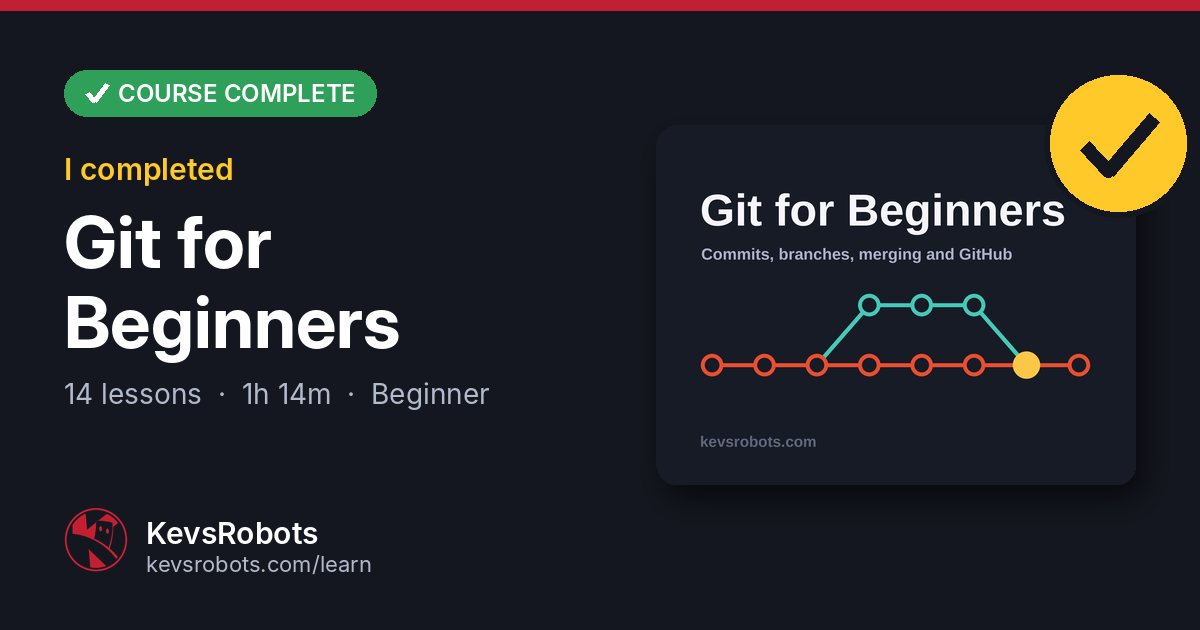 COURSE COMPLETE
I completed
Git for
Beginners
14 lessons · 1h 14m · Beginner
KevsRobots
kevsrobots.com/learn
Git for Beginners
Commits, branches, merging and GitHub
kevsrobots.com